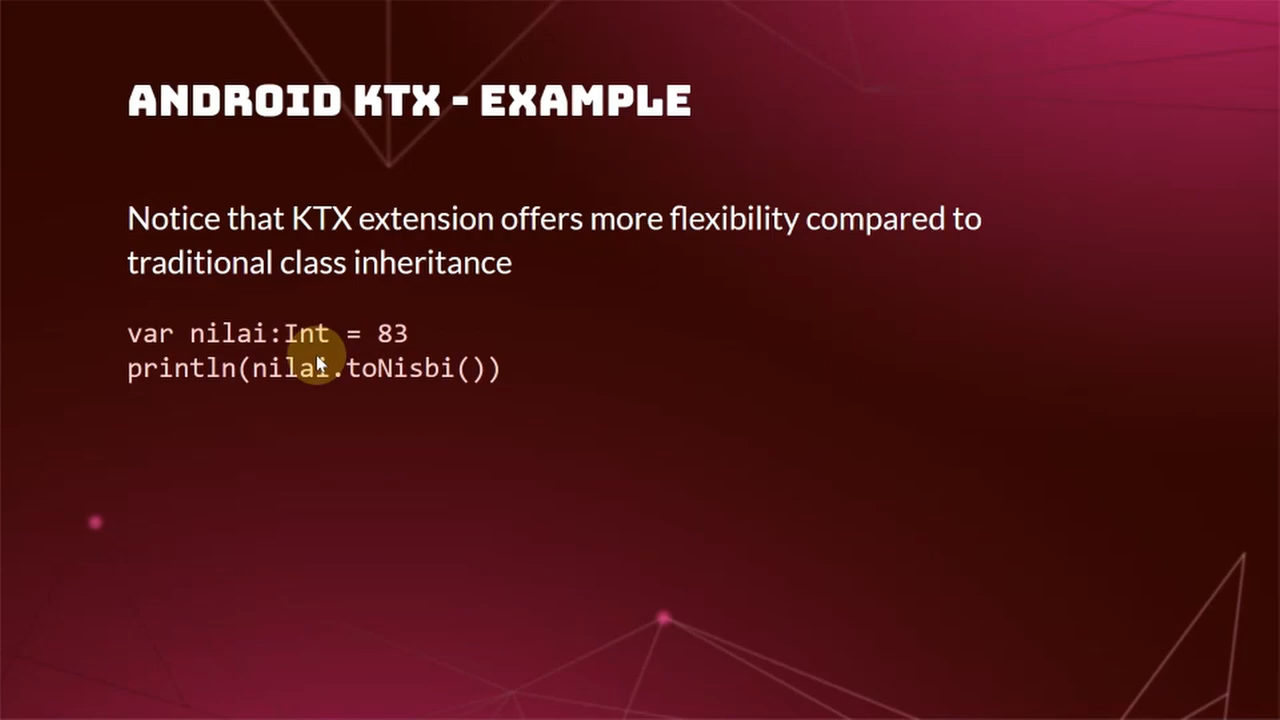 ANDROID KTX - EXAMPLE
Notice that KTX extension offers more flexibility compared to
traditional class inheritance
var nilai:Int = 83
println(nilai.toNisbi())